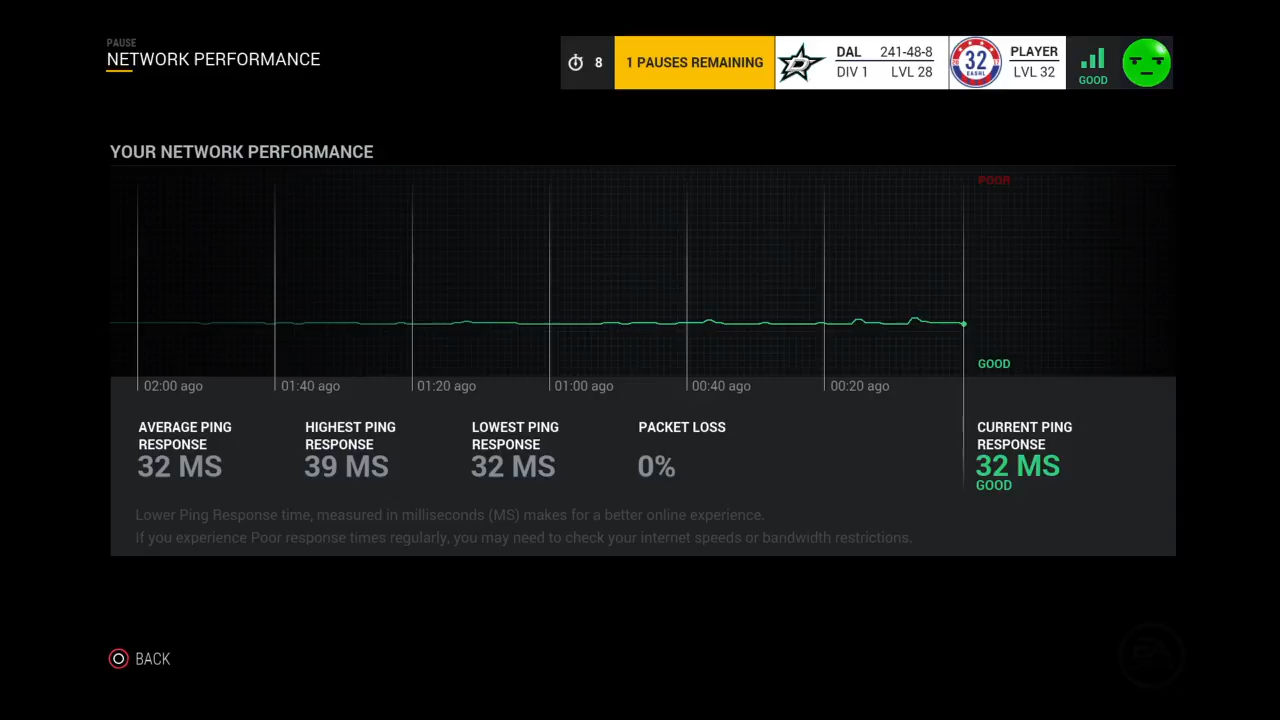 PAUSE
NETWORK PERFORMANCE
8
1 PAUSES REMAINING
DAL 241-48-8
DIV 1 LVL 28
32
EASHL
PLAYER
LVL 32
GOOD
YOUR NETWORK PERFORMANCE
POOR
GOOD
02:00 ago 01:40 ago 01:20 ago 01:00 ago 00:40 ago 00:20 ago
AVERAGE PING RESPONSE
32 MS
HIGHEST PING RESPONSE
39 MS
LOWEST PING RESPONSE
32 MS
PACKET LOSS
0%
CURRENT PING RESPONSE
32 MS
GOOD
Lower Ping Response time, measured in milliseconds (MS) makes for a better online experience.
If you experience Poor response times regularly, you may need to check your internet speeds or bandwidth restrictions.
BACK
EA